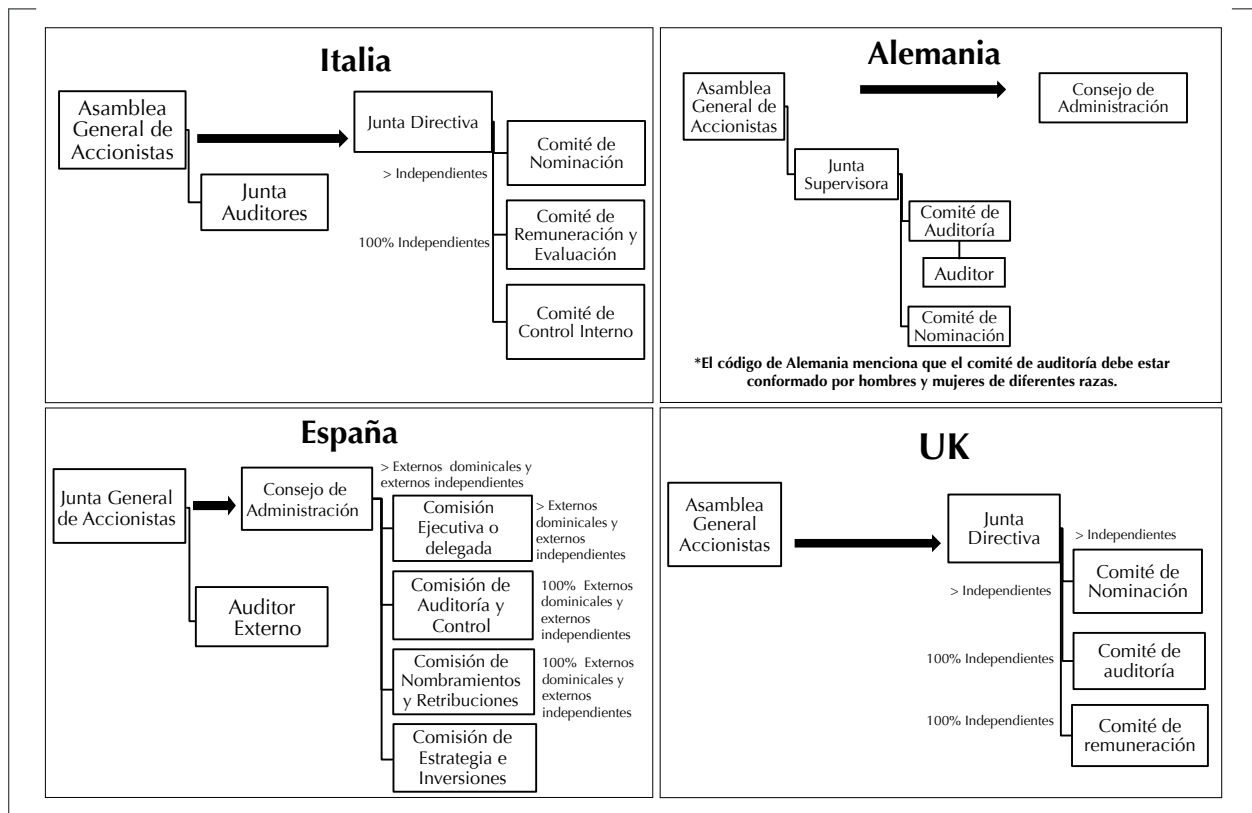 Italia
Asamblea
General de
Accionistas
Junta
Auditores
Junta Directiva
> Independientes
100% Independientes
Comité de
Nominación
Comité de
Remuneración y
Evaluación
Comité de
Control Interno
Alemania
Asamblea
General de
Accionistas
Consejo de
Administración
Junta
Supervisora
Comité de
Auditoría
Auditor
Comité de
Nominación
*El código de Alemania menciona que el comité de auditoría debe estar
conformado por hombres y mujeres de diferentes razas.
España
Junta General
de Accionistas
Auditor
Externo
Consejo de
Administración
> Externos dominicales y
externos independientes
Comisión
Ejecutiva o
delegada
> Externos
dominicales y
externos
independientes
Comisión de
Auditoría y
Control
100% Externos
dominicales y
externos
independientes
Comisión de
Nombramientos
y Retribuciones
100% Externos
dominicales y
externos
independientes
Comisión de
Estrategia e
Inversiones
UK
Asamblea
General
Accionistas
Junta
Directiva
> Independientes
> Independientes
Comité de
Nominación
100% Independientes
Comité de
auditoría
100% Independientes
Comité de
remuneración